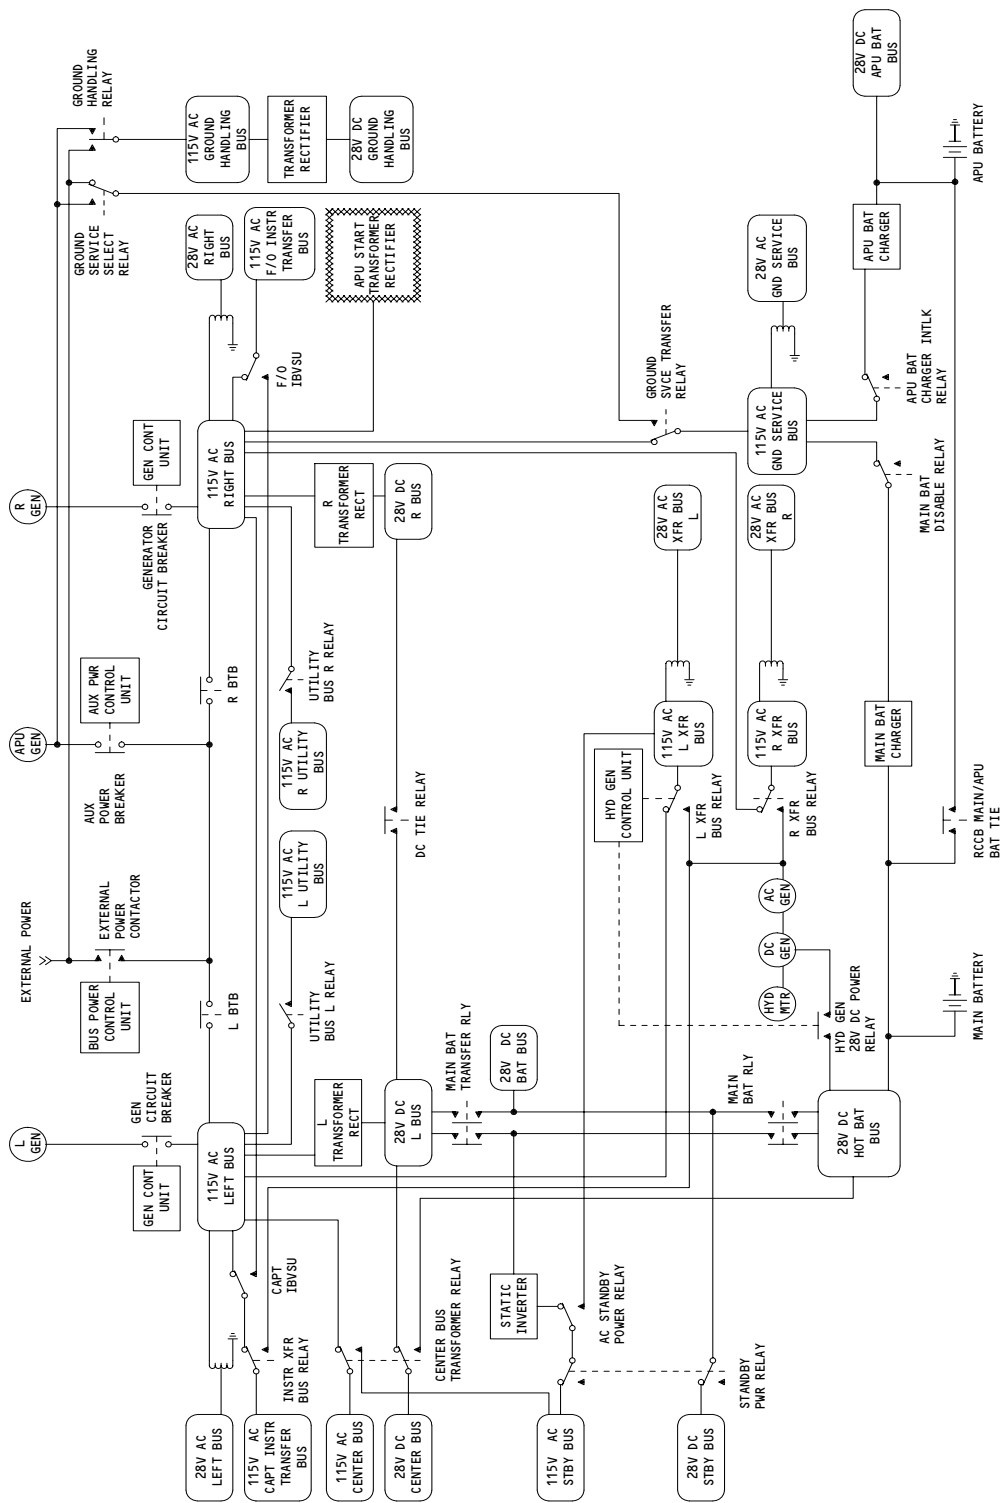 EXTERNAL POWER
L
GEN
APU
GEN
R
GEN
GEN
CIRCUIT
BREAKER
GEN CONT
UNIT
BUS POWER
CONTROL
UNIT
EXTERNAL
POWER
CONTACTOR
AUX
POWER
BREAKER
AUX PWR
CONTROL
UNIT
GENERATOR
CIRCUIT BREAKER
GEN CONT
UNIT
GROUND
SERVICE
SELECT
RELAY
GROUND
HANDLING
RELAY
28V AC
LEFT BUS
115V AC
LEFT BUS
L BTB
R BTB
115V AC
RIGHT BUS
28V AC
RIGHT
BUS
115V AC
GROUND
HANDLING
BUS
115V AC
CAPT INSTR
TRANSFER
BUS
INSTR XFR
BUS RELAY
CAPT
IBVSU
UTILITY
BUS L RELAY
115V AC
L UTILITY
BUS
115V AC
R UTILITY
BUS
UTILITY
BUS R RELAY
F/O
IBVSU
115V AC
F/O INSTR
TRANSFER
BUS
TRANSFORMER
RECTIFIER
115V AC
CENTER BUS
L
TRANSFORMER
RECT
R
TRANSFORMER
RECT
APU START
TRANSFORMER
RECTIFIER
28V DC
GROUND
HANDLING
BUS
28V DC
CENTER BUS
CENTER BUS
TRANSFORMER RELAY
28V DC
L BUS
DC TIE RELAY
28V DC
R BUS
MAIN BAT
TRANSFER RLY
28V DC
BAT BUS
STATIC
INVERTER
115V AC
STBY BUS
AC STANDBY
POWER RELAY
HYD GEN
CONTROL UNIT
115V AC
L XFR
BUS
28V AC
XFR BUS
L
L XFR
BUS RELAY
GROUND
SVCE TRANSFER
RELAY
28V DC
STBY BUS
STANDBY
PWR RELAY
MAIN
BAT RLY
HYD
MTR
DC
GEN
AC
GEN
R XFR
BUS RELAY
115V AC
R XFR
BUS
28V AC
XFR BUS
R
115V AC
GND SERVICE
BUS
28V AC
GND SERVICE
BUS
28V DC
HOT BAT
BUS
HYD GEN
28V DC POWER
RELAY
MAIN BAT
CHARGER
MAIN BAT
DISABLE RELAY
APU BAT
CHARGER INTLK
RELAY
APU BAT
CHARGER
28V DC
APU BAT
BUS
MAIN BATTERY
RCCB MAIN/APU
BAT TIE
APU BATTERY